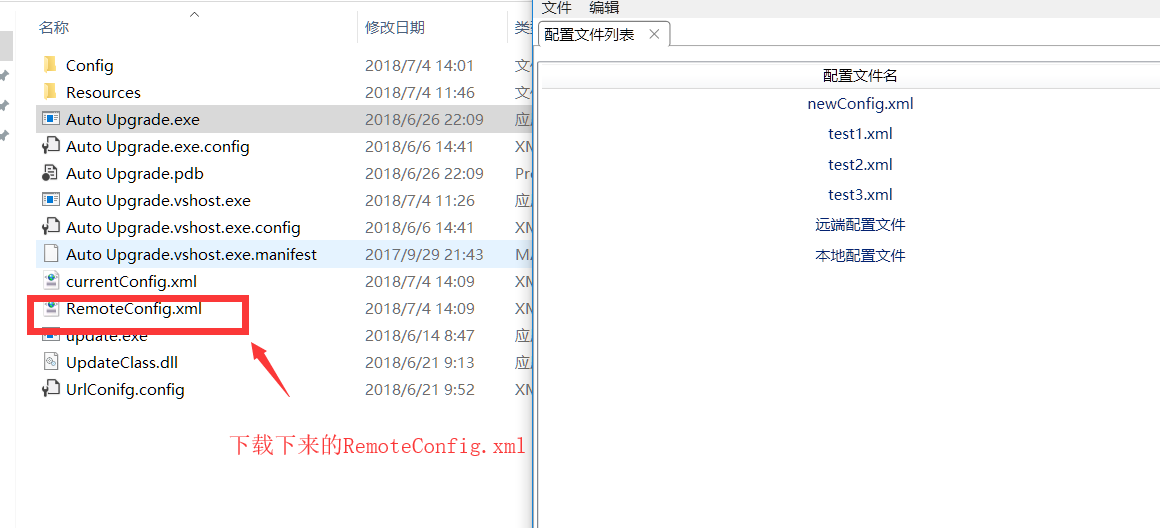 名称 修改日期 类
Config 2018/7/4 14:01 文
Resources 2018/7/4 11:46 文
Auto Upgrade.exe 2018/6/26 22:09 应
Auto Upgrade.exe.config 2018/6/6 14:41 XM
Auto Upgrade.pdb 2018/6/26 22:09 Pr
Auto Upgrade.vshost.exe 2018/7/4 11:26 应
Auto Upgrade.vshost.exe.config 2018/6/6 14:41 XM
Auto Upgrade.vshost.exe.manifest 2017/9/29 21:43 MA
currentConfig.xml 2018/7/4 14:09 XM
RemoteConfig.xml 2018/7/4 14:09 XM
update.exe 2018/6/14 8:47 应
UpdateClass.dll 2018/6/21 9:13 应
UrlConifg.config 2018/6/21 9:52 XM
下载下来的RemoteConfig.xml
文件 编辑
配置文件列表
配置文件名
newConfig.xml
test1.xml
test2.xml
test3.xml
远端配置文件
本地配置文件